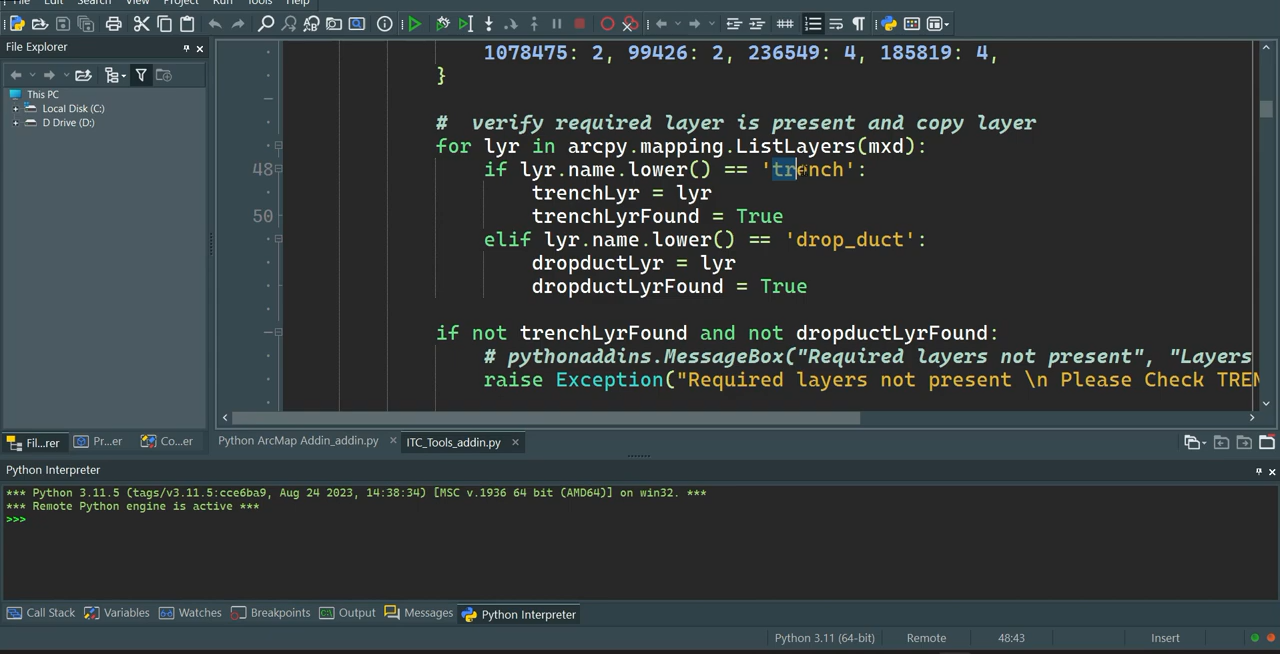 File Edit Search View Project Run Tools Help
File Explorer
This PC
Local Disk (C:)
D Drive (D:)
1078475: 2, 99426: 2, 236549: 4, 185819: 4,
}
# verify required layer is present and copy layer
for lyr in arcpy.mapping.ListLayers(mxd):
48 if lyr.name.lower() == 'trench':
trenchLyr = lyr
50 trenchLyrFound = True
elif lyr.name.lower() == 'drop_duct':
dropductLyr = lyr
dropductLyrFound = True
if not trenchLyrFound and not dropductLyrFound:
# pythonaddins.MessageBox("Required layers not present", "Layers
raise Exception("Required layers not present \n Please Check TREN
Fil...rer Pr...er Co...er Python ArcMap Addin_addin.py ITC_Tools_addin.py
Python Interpreter
*** Python 3.11.5 (tags/v3.11.5:cce6ba9, Aug 24 2023, 14:38:34) [MSC v.1936 64 bit (AMD64)] on win32. ***
*** Remote Python engine is active ***
>>>
Call Stack Variables Watches Breakpoints Output Messages Python Interpreter
Python 3.11 (64-bit) Remote 48:43 Insert